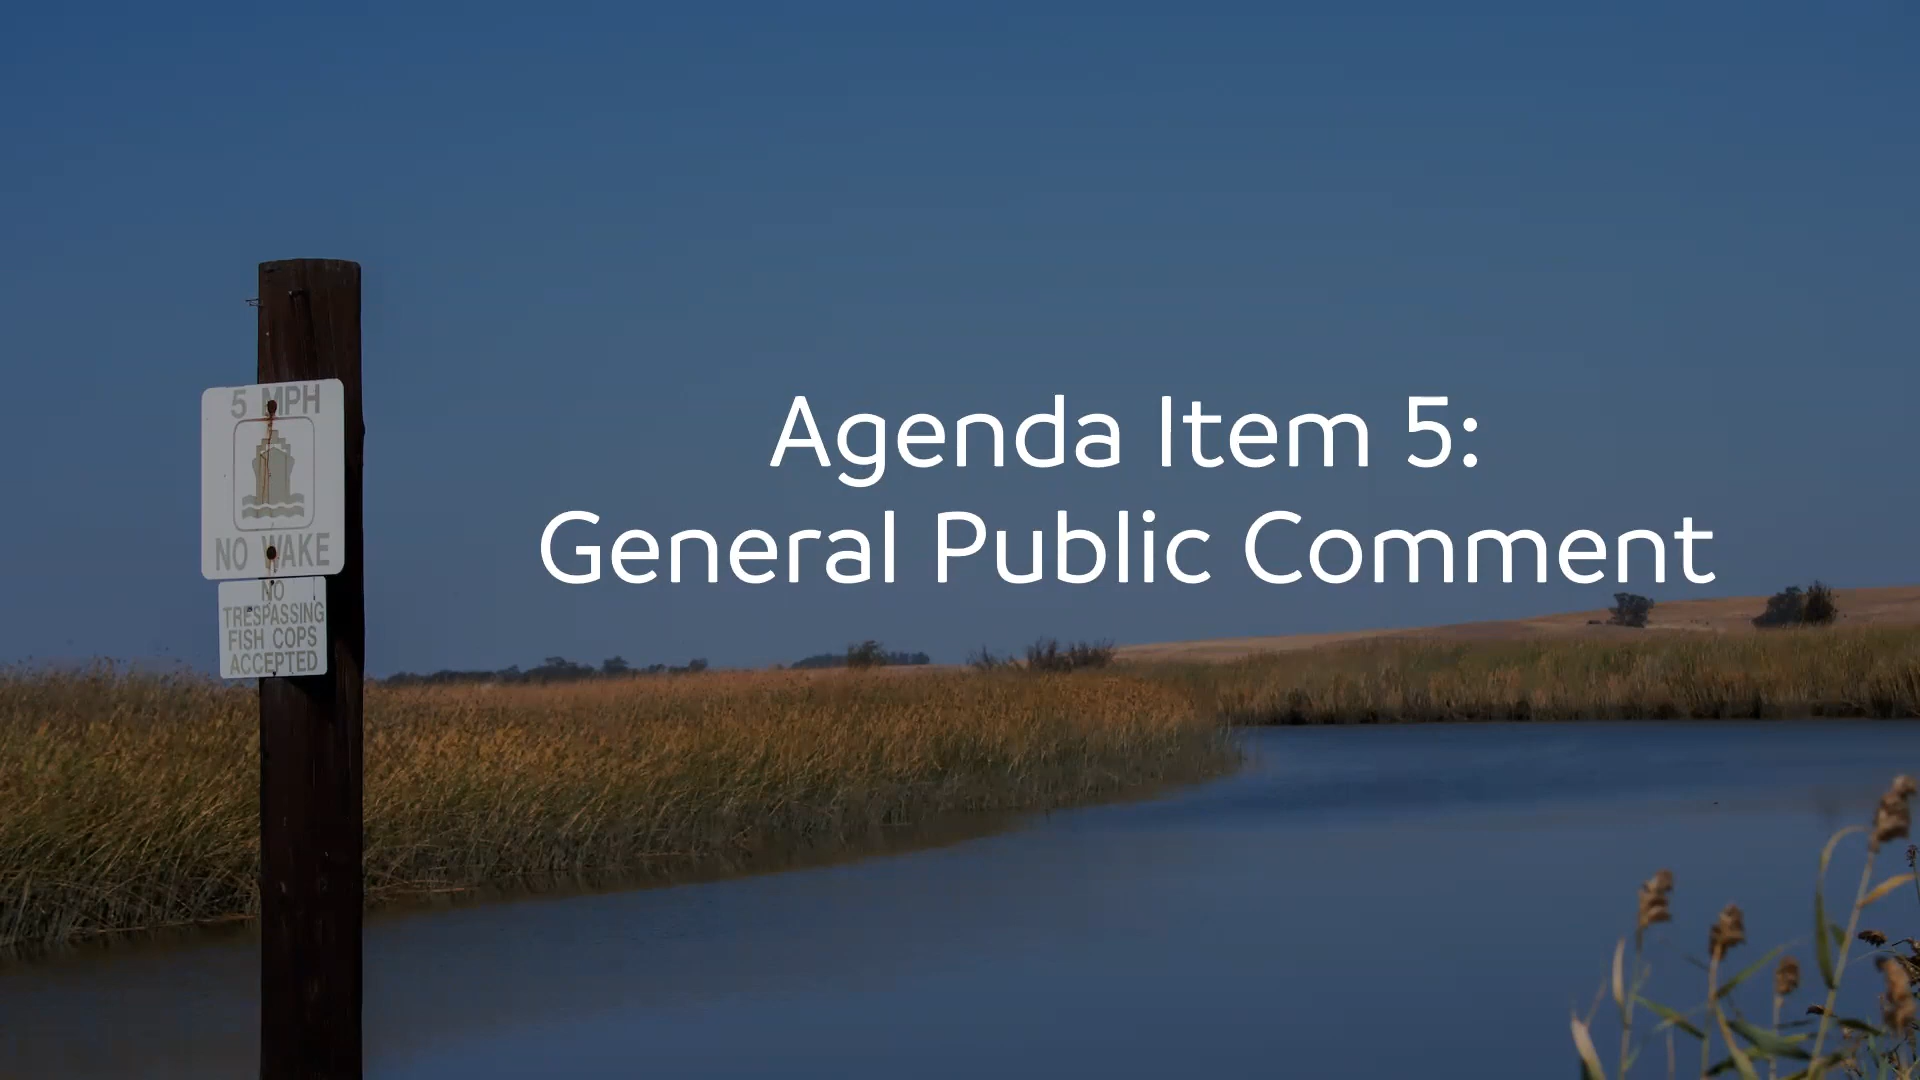 5 MPH
NO WAKE
NO
TRESPASSING
FISH COPS
ACCEPTED
Agenda Item 5:
General Public Comment